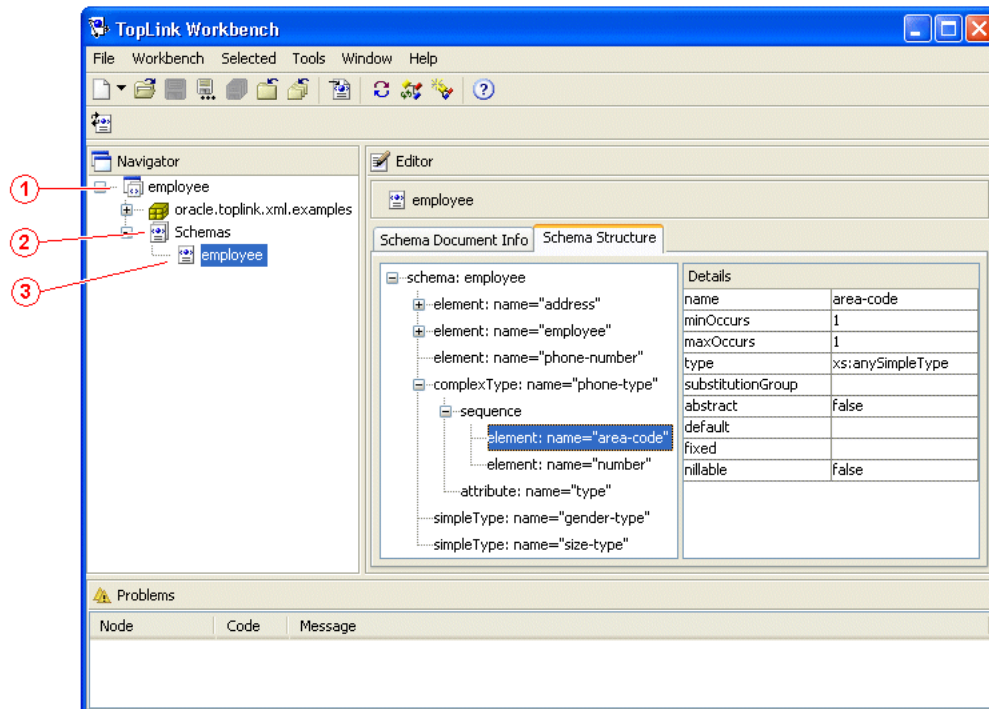 TopLink Workbench
File Workbench Selected Tools Window Help
Navigator
1
employee
oracle.toplink.xml.examples
2
Schemas
employee
3
Editor
employee
Schema Document Info Schema Structure
schema: employee
element: name="address"
element: name="employee"
element: name="phone-number"
complexType: name="phone-type"
sequence
element: name="area-code"
element: name="number"
attribute: name="type"
simpleType: name="gender-type"
simpleType: name="size-type"
Details
name area-code
minOccurs 1
maxOccurs 1
type xs:anySimpleType
substitutionGroup
abstract false
default
fixed
nillable false
Problems
Node Code Message